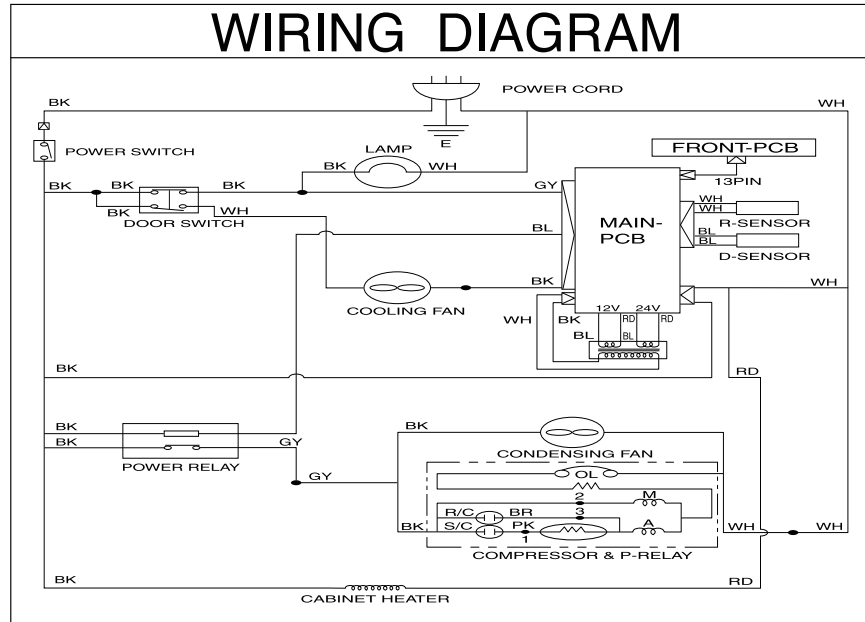 WIRING DIAGRAM
POWER CORD
BK
WH
E
POWER SWITCH
LAMP
BK
WH
FRONT-PCB
13PIN
BK
BK
BK
GY
BK
WH
DOOR SWITCH
MAIN-
PCB
WH
WH
R-SENSOR
BL
BL
D-SENSOR
BL
BK
WH
COOLING FAN
WH
BK
12V
24V
RD
RD
BL
BL
BK
RD
BK
BK
GY
POWER RELAY
GY
BK
CONDENSING FAN
OL
2
M
R/C
BR
3
S/C
PK
A
BK
1
WH
WH
COMPRESSOR & P-RELAY
BK
RD
CABINET HEATER